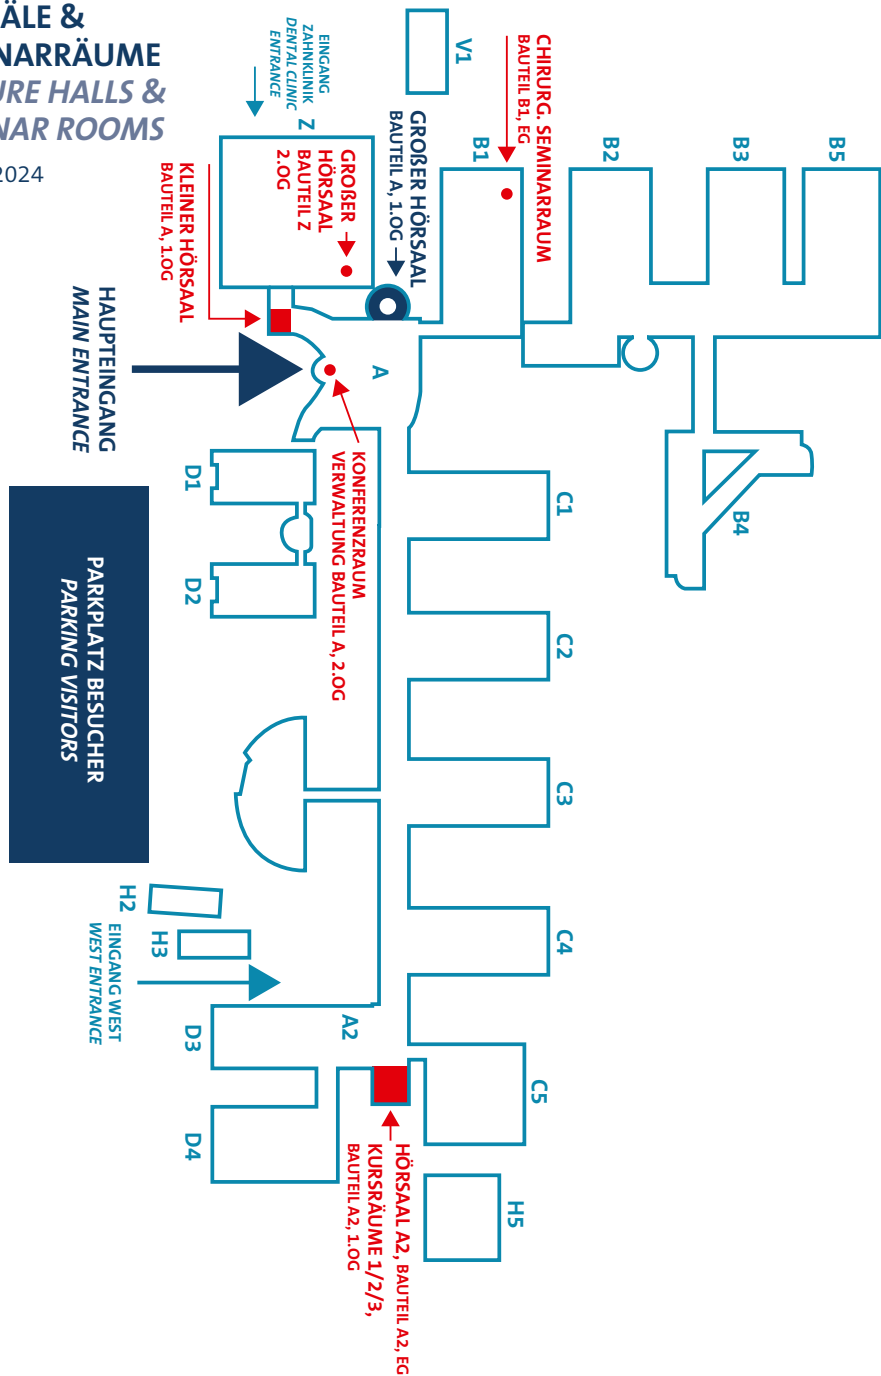 ÄLE &
NARRÄUME
URE HALLS &
NAR ROOMS
2024
EINGANG
ZAHNKLINIK
DENTAL CLINIC
ENTRANCE
Z
V1
CHIRURG. SEMINARRAUM
BAUTEIL B1, EG
GROẞER HÖRSAAL
BAUTEIL A, 1.OG
B1
B2
B3
B5
GROẞER
HÖRSAAL
BAUTEIL Z
2.OG
KLEINER HÖRSAAL
BAUTEIL A, 1.OG
HAUPTEINGANG
MAIN ENTRANCE
A
KONFERENZRAUM
VERWALTUNG BAUTEIL A, 2.OG
D1
D2
C1
B4
C2
C3
C4
PARKPLATZ BESUCHER
PARKING VISITORS
H2
H3
EINGANG WEST
WEST ENTRANCE
A2
D3
D4
C5
H5
HÖRSAAL A2, BAUTEIL A2, EG
KURSRÄUME 1/2/3,
BAUTEIL A2, 1.OG